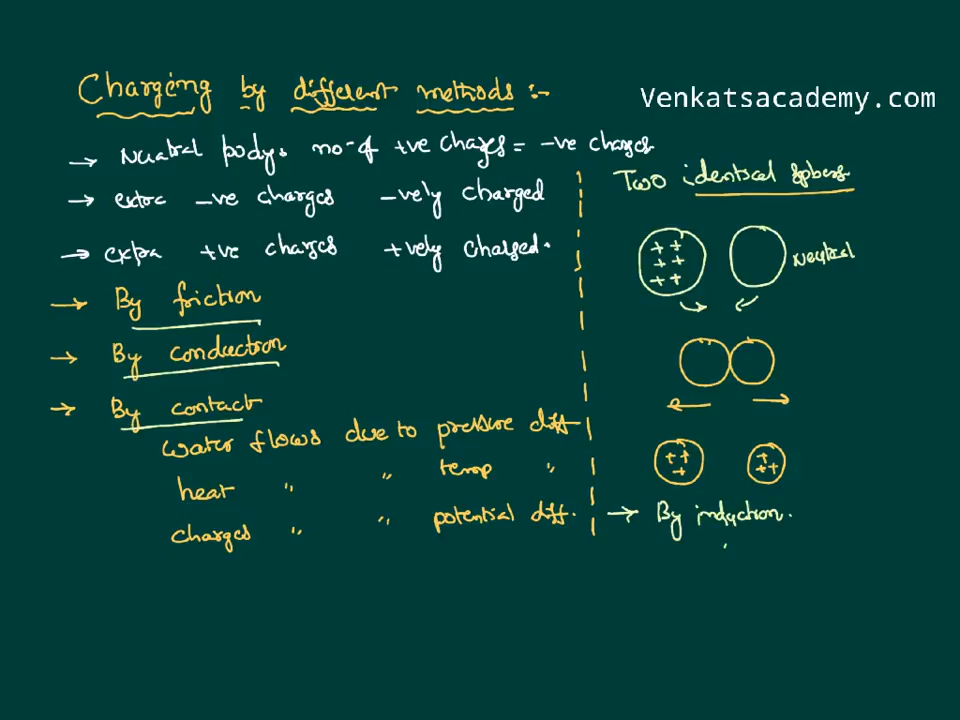 Charging by different methods :-
Venkatsacademy.com
→ Neutral body. no. of +ve charges = -ve charges
→ extra -ve charges -vely charged
→ extra +ve charges +vely charged.
→ By friction
→ By conduction
→ By contact
water flows due to pressure diff
heat " " temp "
charges " " potential diff.
Two identical spheres
+ +
+ +
+ +
Neutral
+ +
+
+
+ +
→ By induction.